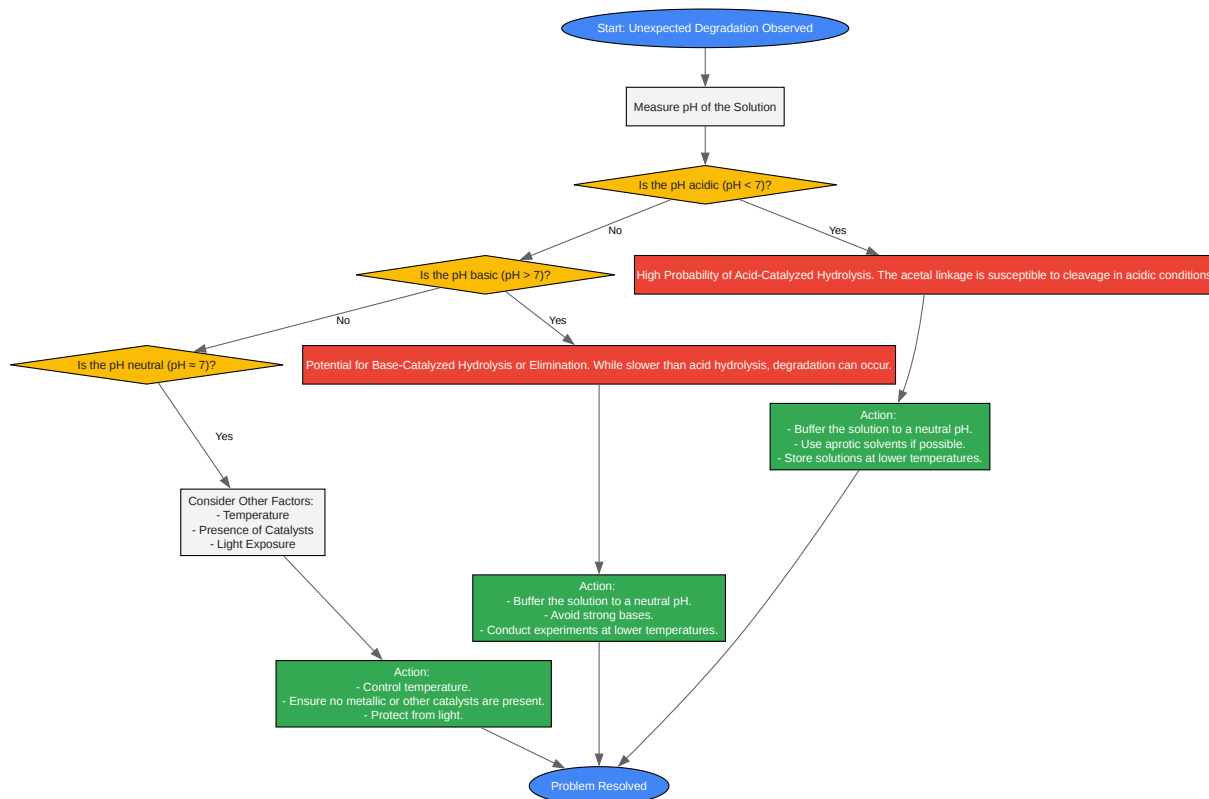 Start: Unexpected Degradation Observed
Measure pH of the Solution
Is the pH acidic (pH < 7)?
No
Yes
Is the pH basic (pH > 7)?
High Probability of Acid-Catalyzed Hydrolysis. The acetal linkage is susceptible to cleavage in acidic conditions
No
Yes
Is the pH neutral (pH ≈ 7)?
Potential for Base-Catalyzed Hydrolysis or Elimination. While slower than acid hydrolysis, degradation can occur.
Action:
- Buffer the solution to a neutral pH.
- Use aprotic solvents if possible.
- Store solutions at lower temperatures.
Yes
Consider Other Factors:
- Temperature
- Presence of Catalysts
- Light Exposure
Action:
- Buffer the solution to a neutral pH.
- Avoid strong bases.
- Conduct experiments at lower temperatures.
Action:
- Control temperature.
- Ensure no metallic or other catalysts are present.
- Protect from light.
Problem Resolved